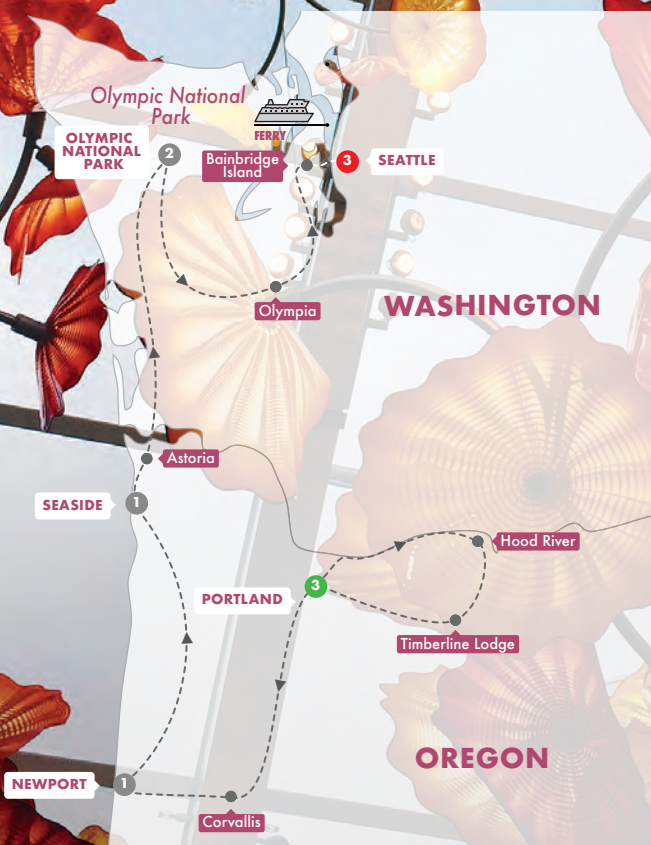 Olympic National
Park
OLYMPIC
NATIONAL
PARK
2
FERRY
Bainbridge
Island
3
SEATTLE
Olympia
WASHINGTON
Astoria
SEASIDE
1
Hood River
PORTLAND
3
Timberline Lodge
OREGON
NEWPORT
1
Corvallis